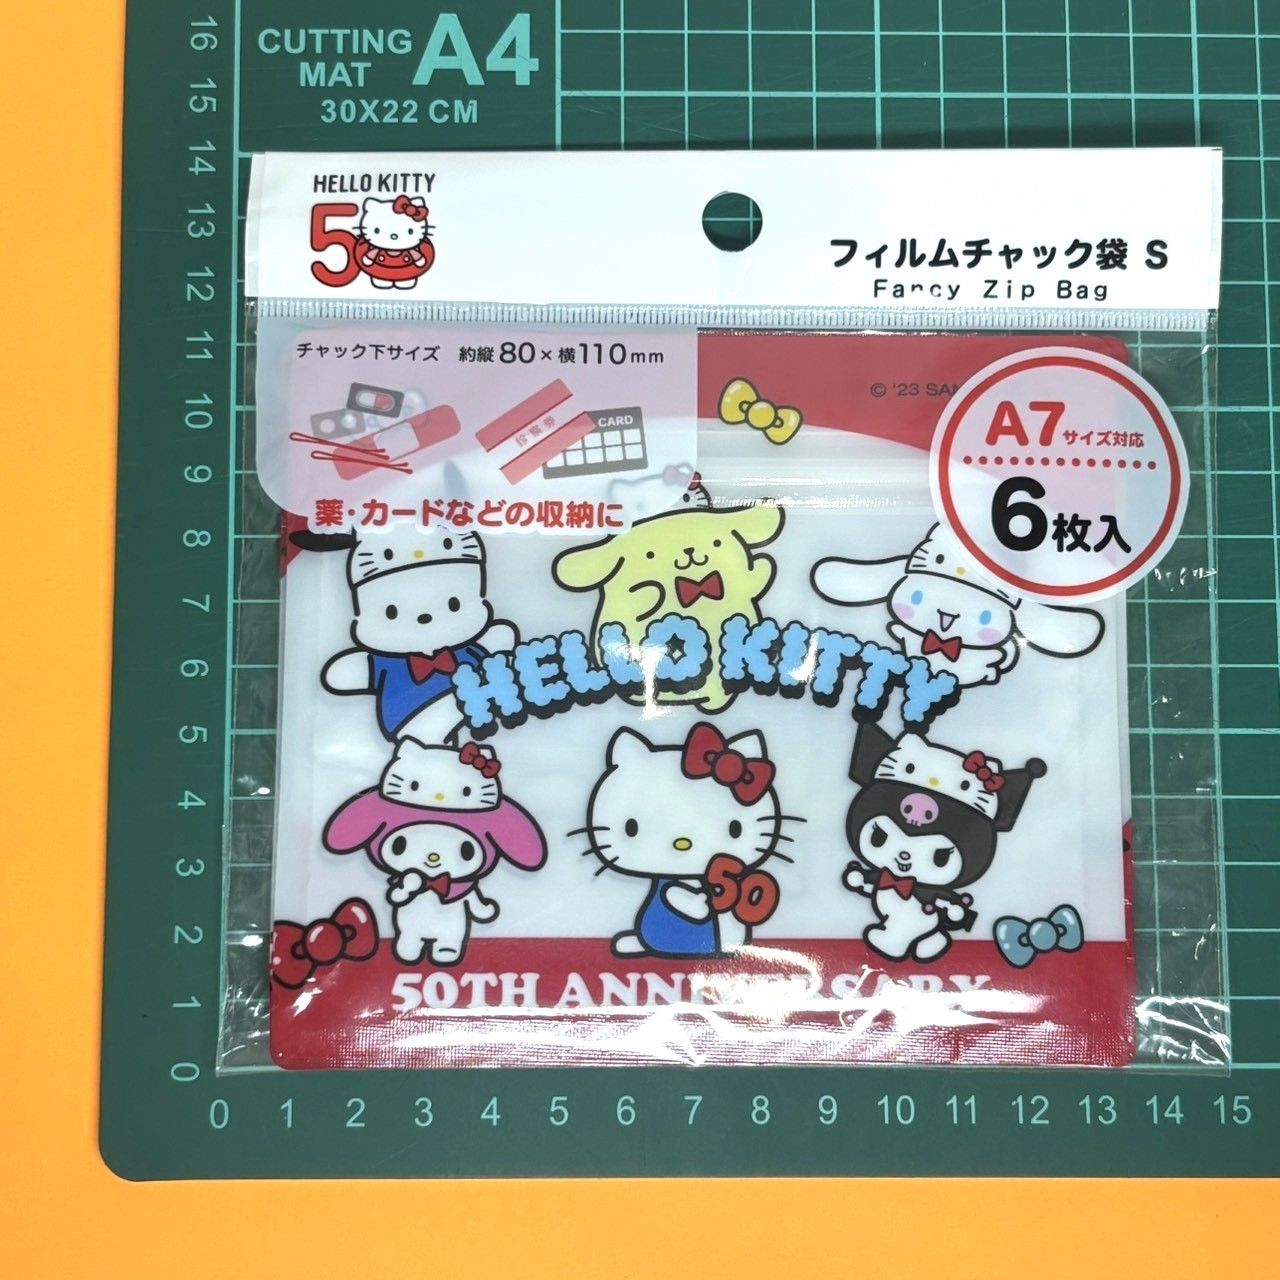 CUTTING
MAT
A4
30X22 CM
HELLO KITTY
50
フィルムチャック袋 S
Fancy Zip Bag
チャック下サイズ 約縦80×横110mm
診察券
CARD
薬・カードなどの収納に
© '23 SAN
A7サイズ対応
6枚入
HELLO KITTY
50
50TH ANNIVERSARY
16
15
14
13
12
11
10
9
8
7
6
5
4
3
2
1
0
0 1 2 3 4 5 6 7 8 9 10 11 12 13 14 15